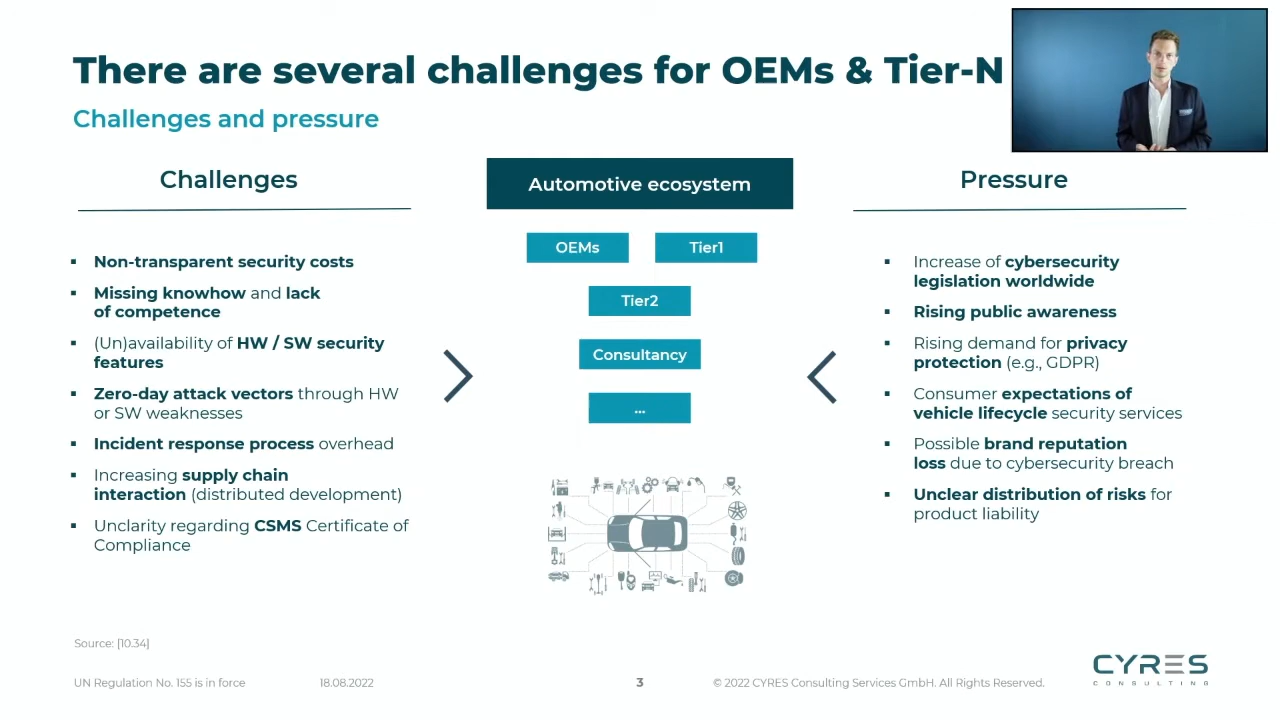 There are several challenges for OEMs & Tier-N
Challenges and pressure
Challenges
▪ Non-transparent security costs
▪ Missing knowhow and lack
of competence
▪ (Un)availability of HW / SW security
features
▪ Zero-day attack vectors through HW
or SW weaknesses
▪ Incident response process overhead
▪ Increasing supply chain
interaction (distributed development)
▪ Unclarity regarding CSMS Certificate of
Compliance
Automotive ecosystem
OEMs
Tier1
Tier2
Consultancy
...
Pressure
▪ Increase of cybersecurity
legislation worldwide
▪ Rising public awareness
▪ Rising demand for privacy
protection (e.g., GDPR)
▪ Consumer expectations of
vehicle lifecycle security services
▪ Possible brand reputation
loss due to cybersecurity breach
▪ Unclear distribution of risks for
product liability
Source: [10.34]
UN Regulation No. 155 is in force
18.08.2022
3
© 2022 CYRES Consulting Services GmbH. All Rights Reserved.
CYRES
CONSULTING